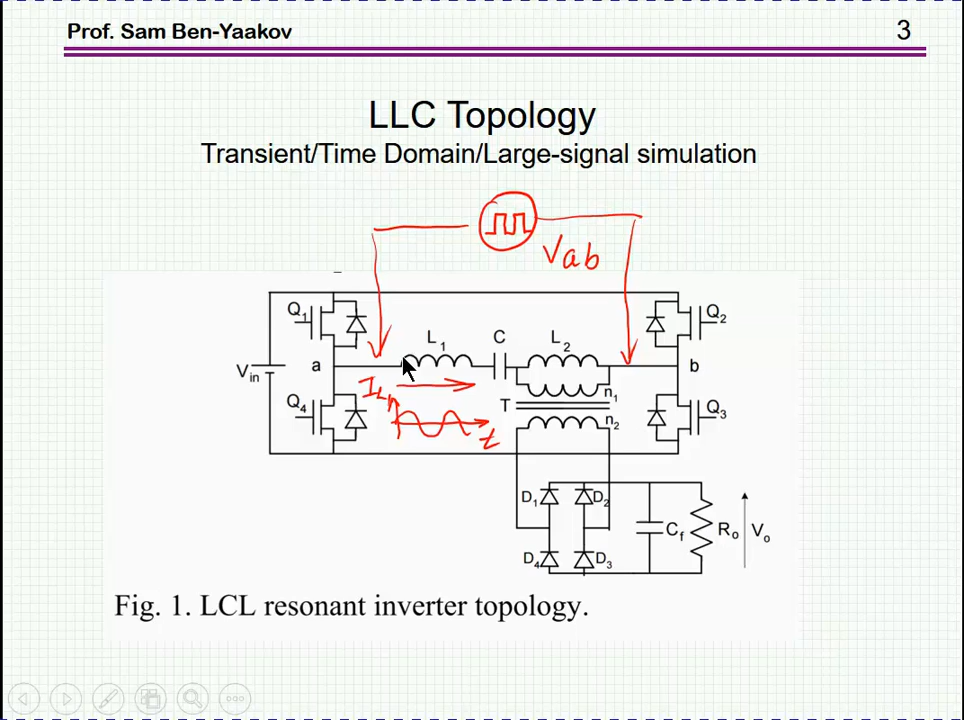 Prof. Sam Ben-Yaakov
3
LLC Topology
Transient/Time Domain/Large-signal simulation
Vab
Q1
Q2
L1
C
L2
Vin
a
b
IL1
n1
Q4
T
Q3
n2
t
D1
D2
Cf
Ro
Vo
D4
D3
Fig. 1. LCL resonant inverter topology.